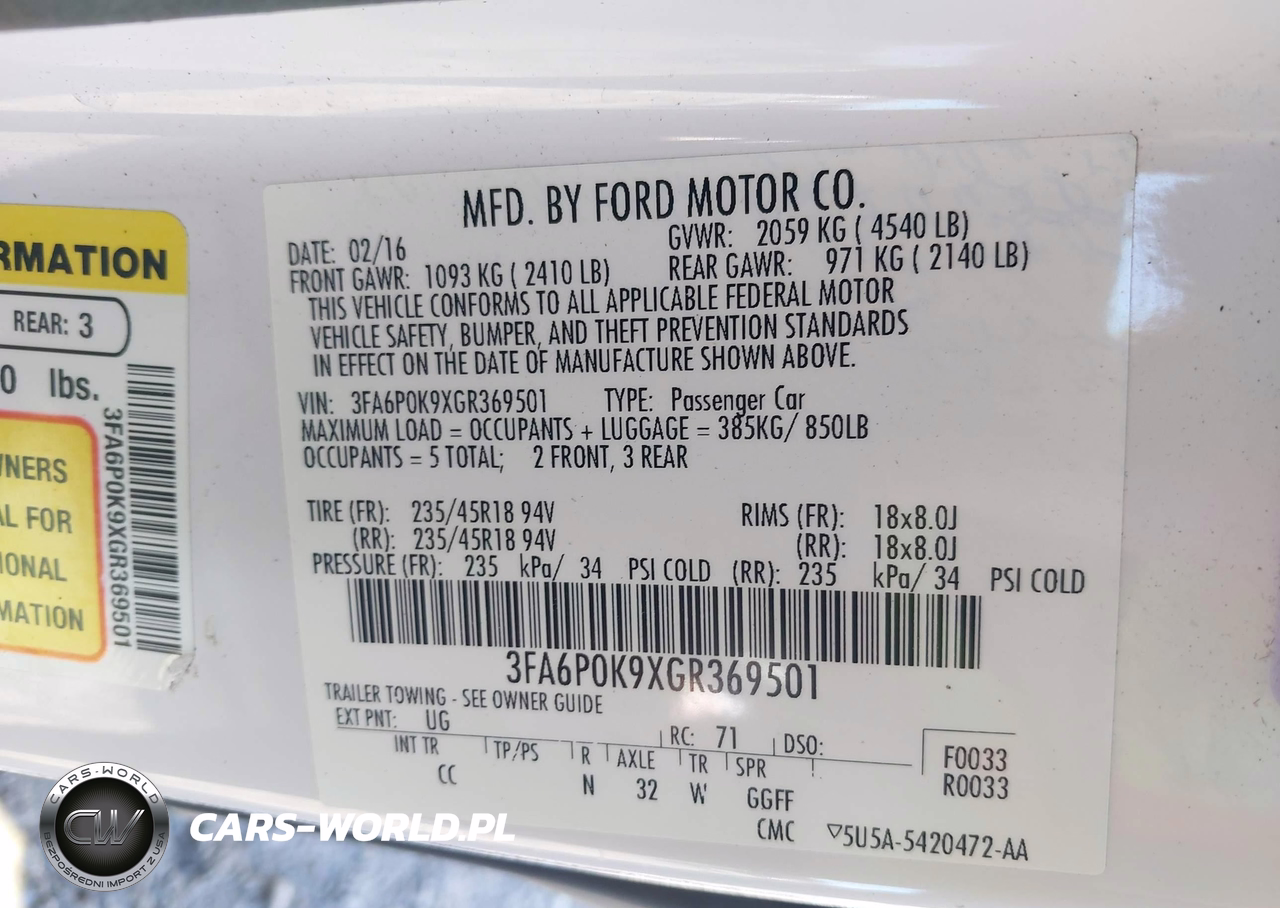 RMATION
REAR: 3
0 lbs.
WNERS
AL FOR
IONAL
MATION
3FA6P0K9XGR369501
MFD. BY FORD MOTOR CO.
DATE: 02/16 GVWR: 2059 KG ( 4540 LB)
FRONT GAWR: 1093 KG ( 2410 LB) REAR GAWR: 971 KG ( 2140 LB)
THIS VEHICLE CONFORMS TO ALL APPLICABLE FEDERAL MOTOR
VEHICLE SAFETY, BUMPER, AND THEFT PREVENTION STANDARDS
IN EFFECT ON THE DATE OF MANUFACTURE SHOWN ABOVE.
VIN: 3FA6P0K9XGR369501 TYPE: Passenger Car
MAXIMUM LOAD = OCCUPANTS + LUGGAGE = 385KG/ 850LB
OCCUPANTS = 5 TOTAL; 2 FRONT, 3 REAR
TIRE (FR): 235/45R18 94V RIMS (FR): 18x8.0J
(RR): 235/45R18 94V (RR): 18x8.0J
PRESSURE (FR): 235 kPa/ 34 PSI COLD (RR): 235 kPa/ 34 PSI COLD
3FA6P0K9XGR369501
TRAILER TOWING - SEE OWNER GUIDE
EXT PNT: UG RC: 71 DSO:
INT TR TP/PS R AXLE TR SPR F0033
CC N 32 W GGFF R0033
CMC ▽5U5A-5420472-AA
CARS-WORLD
CW
BEZPOŚREDNI IMPORT Z USA
CARS-WORLD.PL